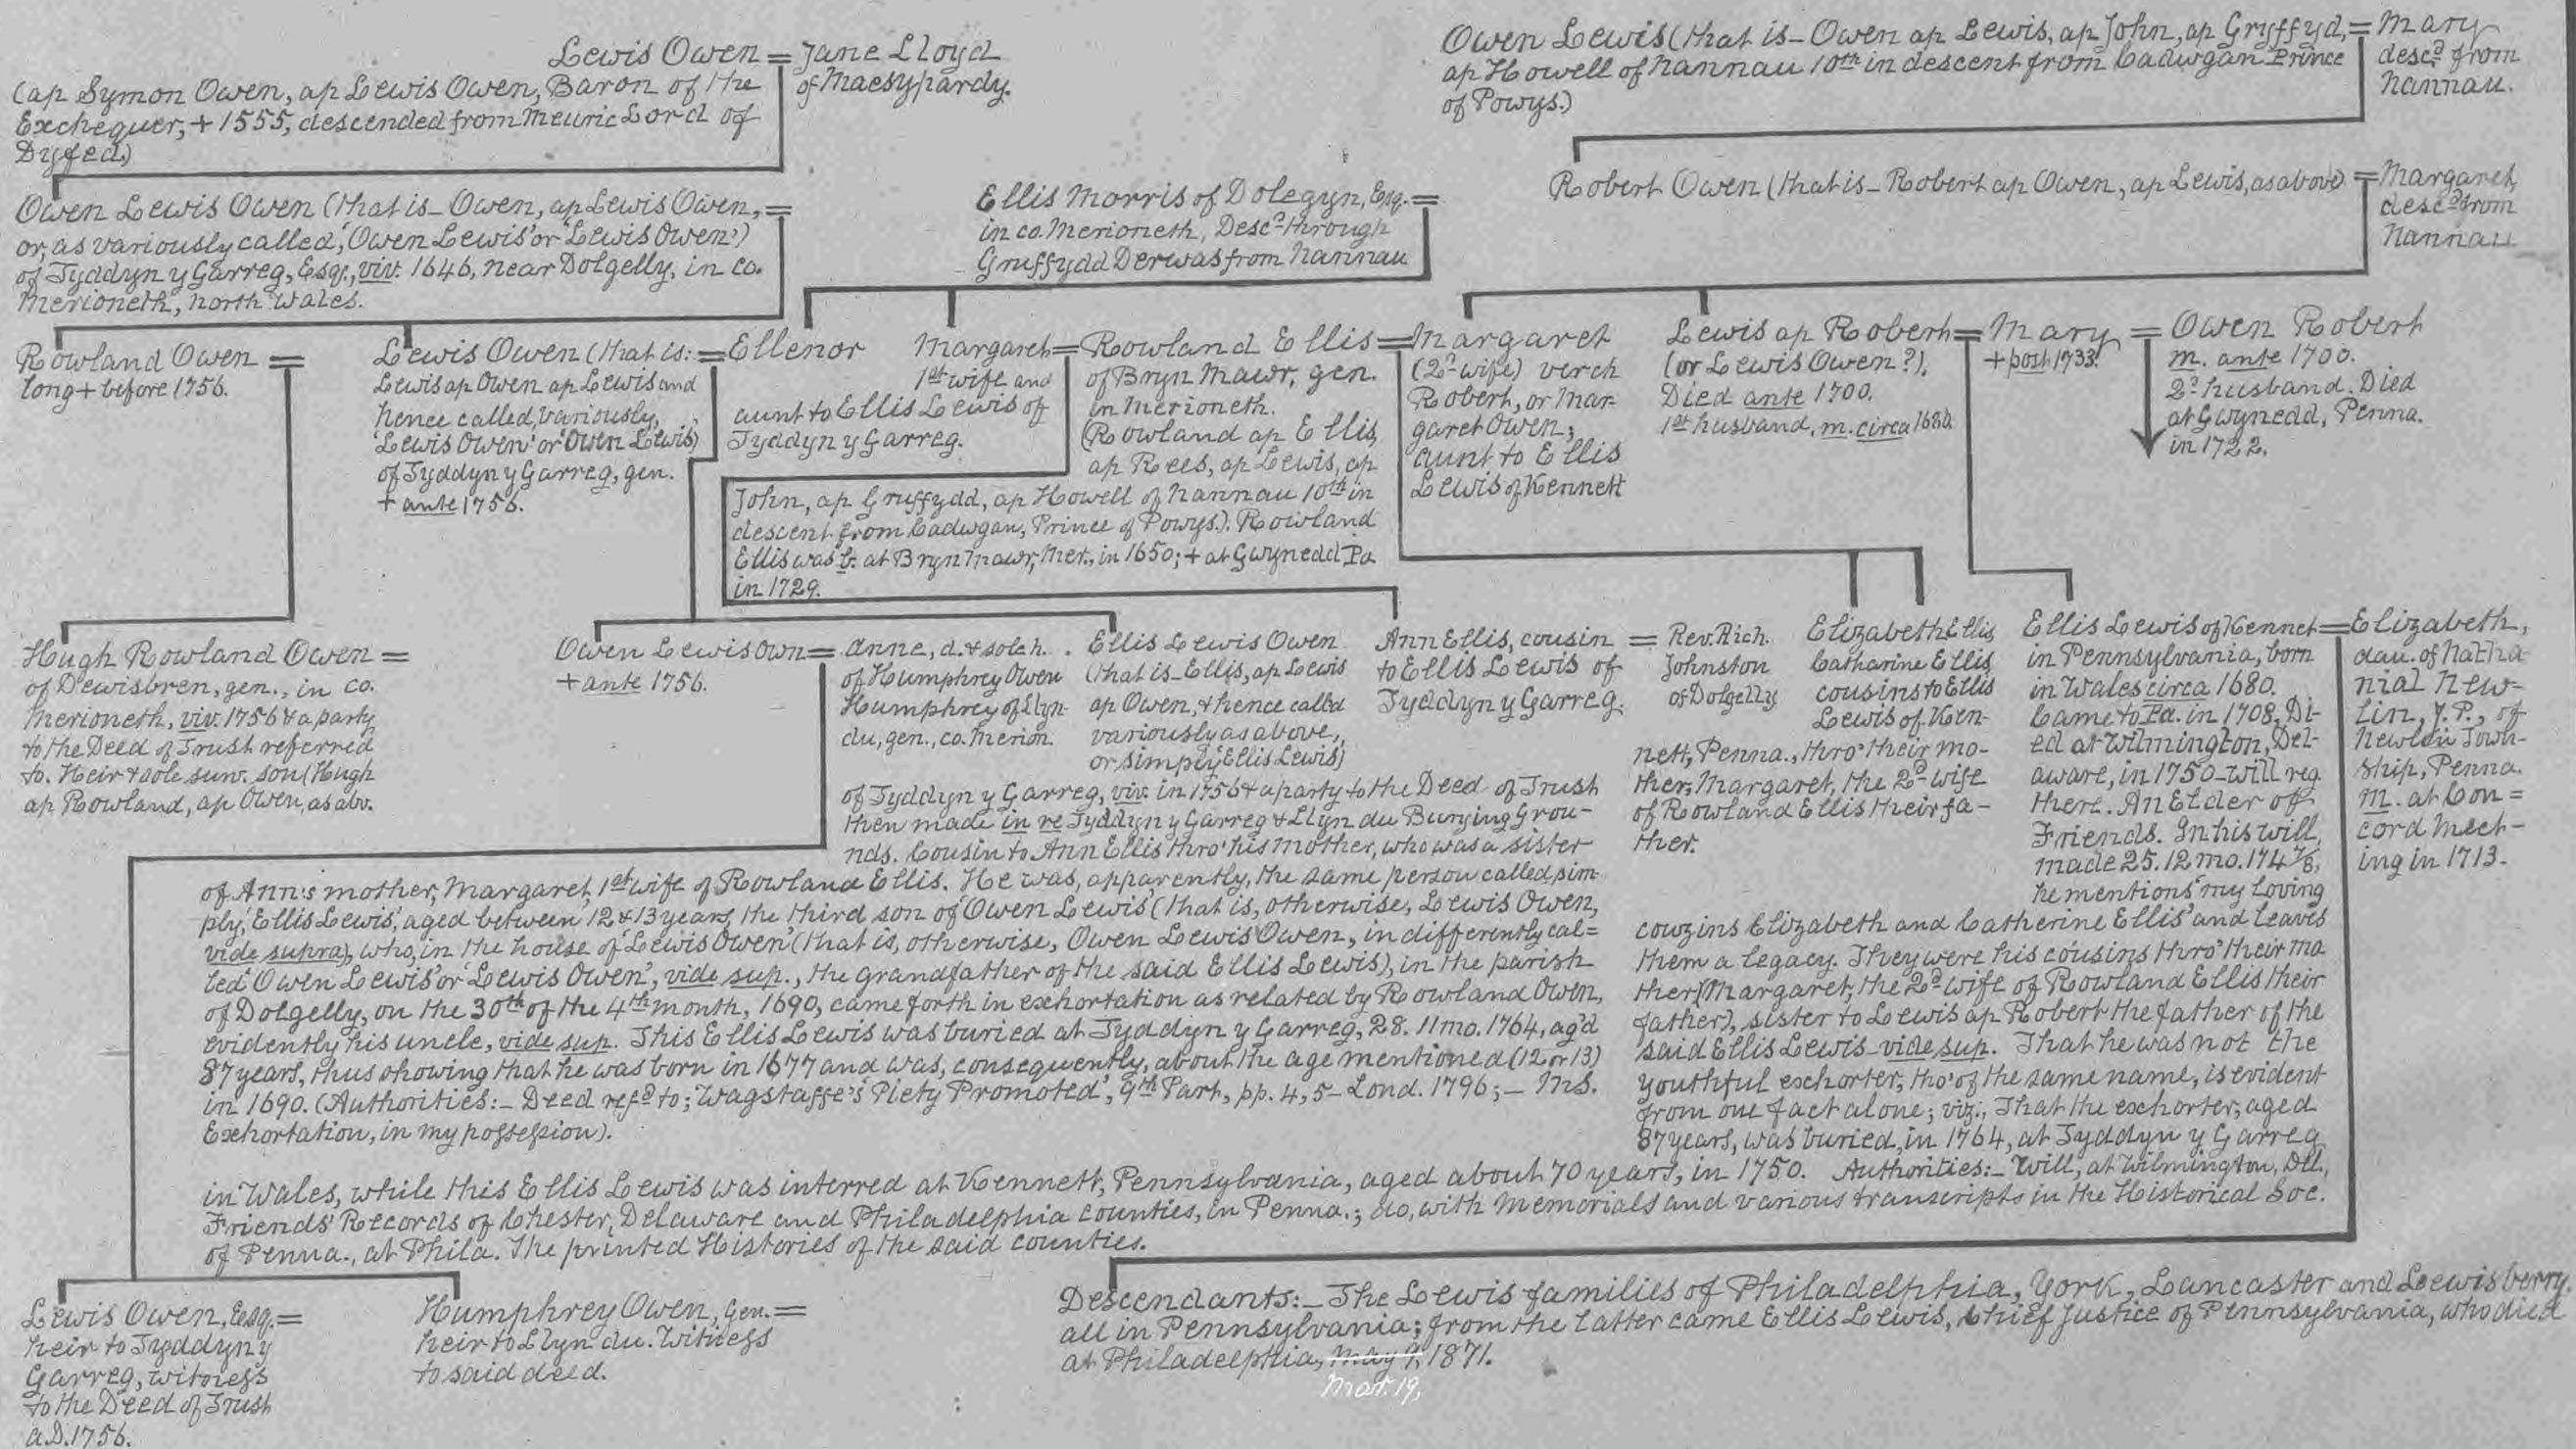 Lewis Owen = Jane Lloyd
of Maesypardy.
(ap Symon Owen, ap Lewis Owen, Baron of the
Exchequer, + 1555, descended from Meuric Lord of
Dyfed.)
Owen Lewis (that is - Owen ap Lewis, ap John, ap Gryffyd, = Mary
ap Howell of Nannau 10th in descent from Cadwgan Prince
of Powys.)
descd from
Nannau.
Owen Lewis Owen (that is - Owen, ap Lewis Owen, =
or, as variously called, 'Owen Lewis' or 'Lewis Owen')
of Tyddyn y Garreg, Esq., viv. 1646, near Dolgelly, in co.
Merioneth, North Wales.
Ellis Morris of Dolegyn, Esq. =
in co. Merioneth, Descd through
Gruffydd Derwas from Nannau
Robert Owen (that is - Robert ap Owen, ap Lewis, as above) = Margaret,
descd from
Nannau
Rowland Owen =
long + before 1756.
Lewis Owen (that is: = Ellenor
Lewis ap Owen ap Lewis and
hence called, variously,
'Lewis Owen' or 'Owen Lewis')
of Tyddyn y Garreg, gen.
+ ante 1756.
aunt to Ellis Lewis of
Tyddyn y Garreg.
Margaret =
1st wife and
Rowland Ellis =
of Bryn Mawr, gen.
in Merioneth.
(Rowland ap Ellis,
ap Rees, ap Lewis, ap
John, ap Gruffydd, ap Howell of Nannau 10th in
descent from Cadwgan, Prince of Powys.). Rowland
Ellis was b. at Bryn Mawr, Mer., in 1650; + at Gwynedd Pa
in 1729.
Margaret
(2d wife) verch
Robert, or Mar-
garet Owen;
aunt to Ellis
Lewis of Kennett
Lewis ap Robert =
(or Lewis Owen?).
Died ante 1700.
1st husband, m. circa 1680.
Mary =
+ post 1733.
Owen Robert
m. ante 1700.
2d husband. Died
at Gwynedd, Penna.
in 1722.
Hugh Rowland Owen =
of Dewisbren, gen., in co.
Merioneth, viv. 1756 & a party
to the Deed of Trust referred
to. Heir & sole surv. son (Hugh
ap Rowland, ap Owen, as abv.
Owen Lewis Own =
+ ante 1756.
Anne, d. & sole h.
of Humphrey Owen
Humphrey of Llyn
du, gen., co. Merion.
Ellis Lewis Owen
(that is - Ellis, ap Lewis
ap Owen, & hence called
variously as above,
or simply 'Ellis Lewis')
of Tyddyn y Garreg, viv. in 1756 & a party to the Deed of Trust
then made in re Tyddyn y Garreg & Llyn du Burying Grou-
nds. Cousin to Ann Ellis thro' his mother, who was a sister
of Ann's mother, Margaret, 1st wife of Rowland Ellis. He was, apparently, the same person called sim-
ply, 'Ellis Lewis', aged between 12 & 13 years, the third son of 'Owen Lewis' (that is, otherwise, Lewis Owen,
vide supra), who, in the house of 'Lewis Owen' (that is, otherwise, Owen Lewis Owen, indifferently cal=
led 'Owen Lewis' or 'Lewis Owen', vide sup., the grandfather of the said Ellis Lewis), in the parish
of Dolgelly, on the 30th of the 4th month, 1690, came forth in exhortation as related by Rowland Owen,
evidently his uncle, vide sup. This Ellis Lewis was buried at Tyddyn y Garreg, 28. 11mo. 1764, ag'd
87 years, thus showing that he was born in 1677 and was, consequently, about the age mentioned (12 or 13)
in 1690. (Authorities: - Deed refd to; Wagstaffe's 'Piety Promoted', 9th Part, pp. 4, 5 - Lond. 1796; - Ms.
Exhortation, in my possession).
Ann Ellis, cousin =
to Ellis Lewis of
Tyddyn y Garreg.
Rev. Rich.
Johnston
of Dolgelly
Elizabeth Ellis
Catharine Ellis
cousins to Ellis
Lewis of Ken-
nett, Penna., thro' their mo-
ther, Margaret, the 2d wife
of Rowland Ellis their fa-
ther.
Ellis Lewis of Kennet =
in Pennsylvania, born
in Wales circa 1680.
Came to Pa. in 1708, Di-
ed at Wilmington, Del-
aware, in 1750 - will reg.
there. An Elder of
Friends. In his will,
made 25. 12mo. 174 7/8,
he mentions 'my loving
cowzins Elizabeth and Catherine Ellis' and leaves
them a legacy. They were his cousins thro' their mo
ther (Margaret, the 2d wife of Rowland Ellis their
father), sister to Lewis ap Robert the father of the
said Ellis Lewis - vide sup. That he was not the
youthful exhorter, tho' of the same name, is evident
from one fact alone; viz., That the exhorter, aged
87 years, was buried, in 1764, at Tyddyn y Garreg
in Wales, while this Ellis Lewis was interred at Kennett, Pennsylvania, aged about 70 years, in 1750. Authorities: - Will, at Wilmington, Del.,
Friends' Records of Chester, Delaware and Philadelphia counties, in Penna.; do, with Memorials and various transcripts in the Historical Soc.
of Penna., at Phila. The printed Histories of the said counties.
Elizabeth,
dau. of Natha-
nial New-
lin, J. P., of
Newlin Town-
ship, Penna.
m. at Con=
cord Meet-
ing in 1713.
Lewis Owen, Esq. =
heir to Tyddyn y
Garreg, witness
to the Deed of Trust
A.D. 1756.
Humphrey Owen, Gen. =
heir to Llyn du. Witness
to said deed.
Descendants: - The Lewis families of Philadelphia, York, Lancaster and Lewisberry,
all in Pennsylvania; from the latter came Ellis Lewis, Chief Justice of Pennsylvania, who died
at Philadelphia, May 9, 1871.
Mar. 19,